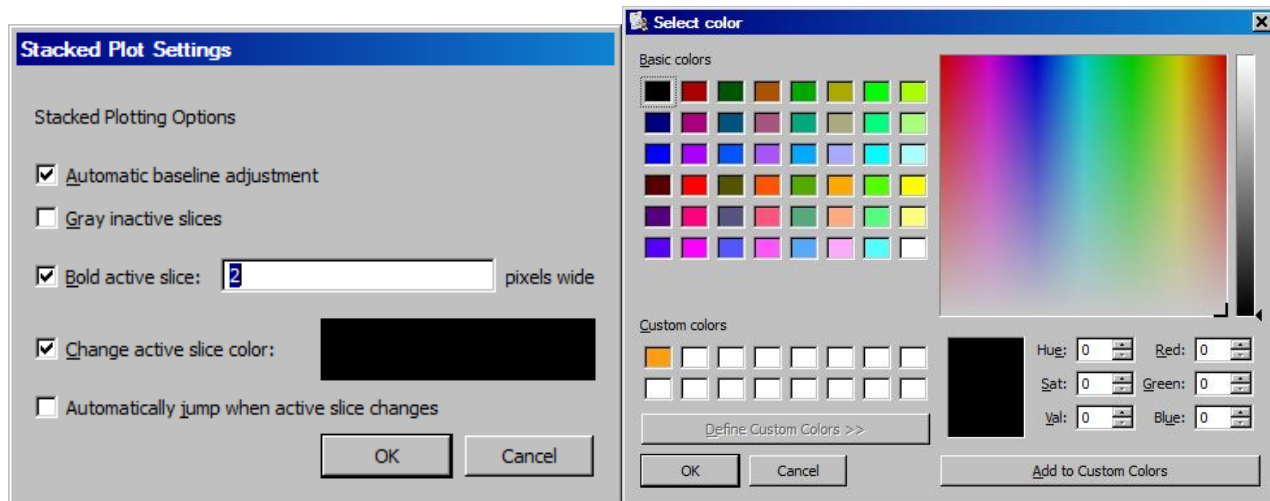 Stacked Plot Settings
Stacked Plotting Options
Automatic baseline adjustment
Gray inactive slices
Bold active slice: 2 pixels wide
Change active slice color:
Automatically jump when active slice changes
OK Cancel
Select color
Basic colors
Custom colors
Define Custom Colors >>
OK Cancel
Hue: 0 Red: 0
Sat: 0 Green: 0
Val: 0 Blue: 0
Add to Custom Colors